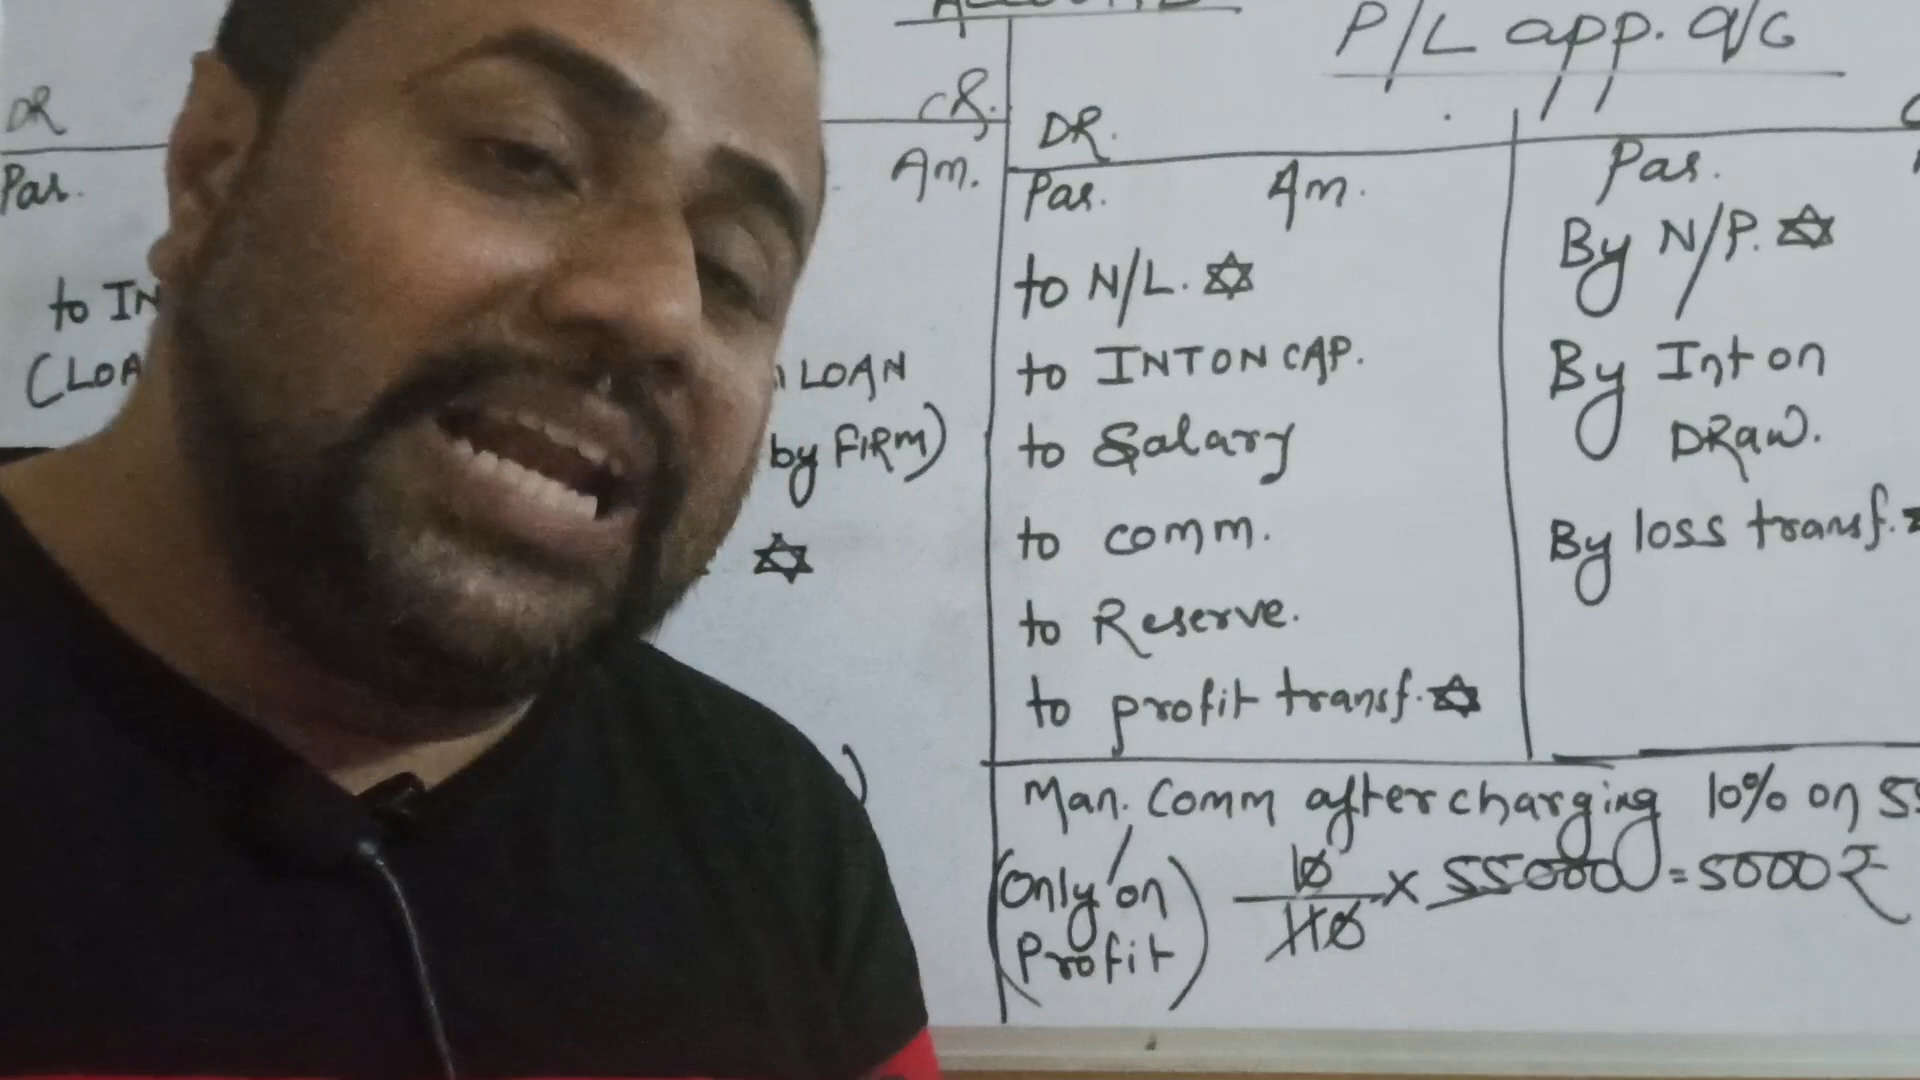 P/L app. a/c
DR
CR.
Par.
Am.
to IN
(LOA
LOAN
by FIRM)
DR.
Par. Am.
to N/L.
to INT ON CAP.
to Salary
to comm.
to Reserve.
to profit transf.
Par.
By N/P.
By Int on
DRaw.
By loss transf.
Man. Comm after charging 10% on 5
(Only on
Profit)
10/110 x 55000 = 5000 ₹